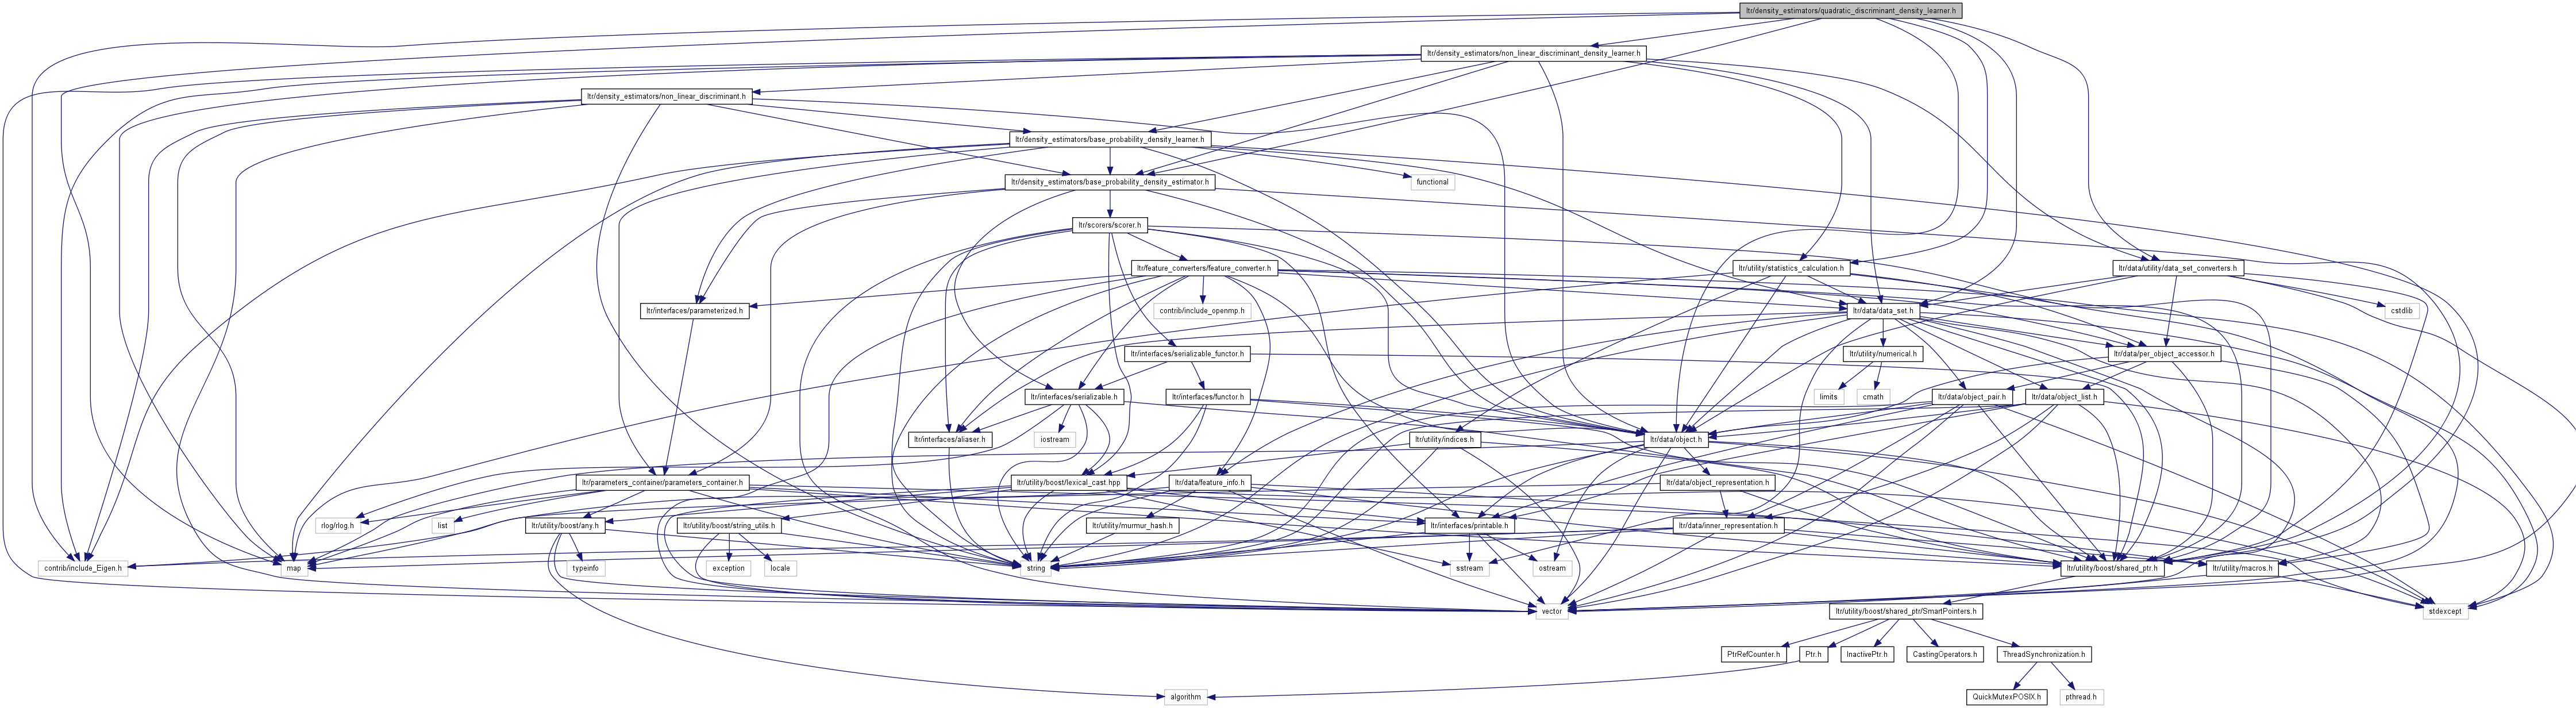 ltr/density_estimators/quadratic_discriminant_density_learner.h
ltr/density_estimators/non_linear_discriminant_density_learner.h
ltr/density_estimators/non_linear_discriminant.h
ltr/density_estimators/base_probability_density_learner.h
ltr/density_estimators/base_probability_density_estimator.h
functional
ltr/scorers/scorer.h
ltr/feature_converters/feature_converter.h
ltr/utility/statistics_calculation.h
ltr/data/utility/data_set_converters.h
ltr/interfaces/parameterized.h
contrib/include_openmp.h
ltr/data/data_set.h
cstdlib
ltr/interfaces/serializable_functor.h
ltr/utility/numerical.h
ltr/data/per_object_accessor.h
ltr/interfaces/serializable.h
ltr/interfaces/functor.h
limits
cmath
ltr/data/object_pair.h
ltr/data/object_list.h
ltr/interfaces/aliaser.h
iostream
ltr/utility/indices.h
ltr/data/object.h
ltr/parameters_container/parameters_container.h
ltr/utility/boost/lexical_cast.hpp
ltr/data/feature_info.h
ltr/data/object_representation.h
rlog/rlog.h
list
ltr/utility/boost/any.h
ltr/utility/boost/string_utils.h
ltr/utility/murmur_hash.h
ltr/interfaces/printable.h
ltr/data/inner_representation.h
contrib/include_Eigen.h
map
typeinfo
exception
locale
string
sstream
ostream
ltr/utility/boost/shared_ptr.h
ltr/utility/macros.h
vector
ltr/utility/boost/shared_ptr/SmartPointers.h
stdexcept
PtrRefCounter.h
Ptr.h
InactivePtr.h
CastingOperators.h
ThreadSynchronization.h
algorithm
QuickMutexPOSIX.h
pthread.h